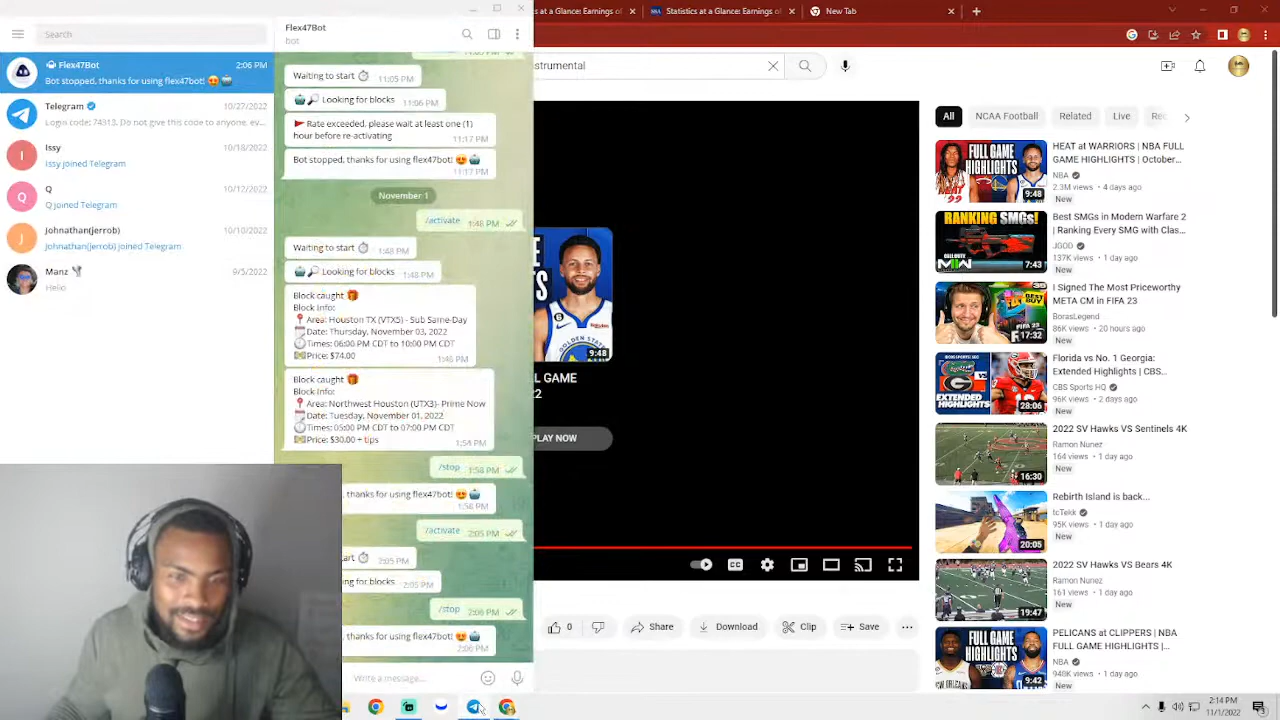 s at a Glance: Earnings of
Statistics at a Glance: Earnings of
New Tab
Search
Flex47Bot
bot
strumental
Flex47Bot
2:06 PM
Bot stopped, thanks for using flex47bot!
Telegram
10/27/2022
Login code: 74313. Do not give this code to anyone, ev...
Issy
10/18/2022
Issy joined Telegram
Q
10/12/2022
Q joined Telegram
Johnathan(jerrob)
10/10/2022
Johnathan(jerrob) joined Telegram
Manz
9/5/2022
Hello
Waiting to start 11:05 PM
Looking for blocks 11:06 PM
Rate exceeded, please wait at least one (1)
hour before re-activating
11:17 PM
Bot stopped, thanks for using flex47bot!
11:17 PM
November 1
/activate 1:48 PM
Waiting to start 1:48 PM
Looking for blocks 1:48 PM
Block caught
Block Info:
Area: Houston TX (VTX5) - Sub Same-Day
Date: Thursday, November 03, 2022
Time: 06:00 PM CDT to 10:00 PM CDT
Price: $74.00
1:48 PM
Block caught
Block Info:
Area: Northwest Houston (UTX3)- Prime Now
Date: Tuesday, November 01, 2022
Time: 05:00 PM CDT to 07:00 PM CDT
Price: $30.00 + tips
1:54 PM
/stop 1:58 PM
, thanks for using flex47bot!
1:58 PM
/activate 2:05 PM
2:05 PM
ng for blocks 2:05 PM
/stop 2:06 PM
, thanks for using flex47bot!
2:06 PM
Write a message...
9:48
L GAME
2
PLAY NOW
CC
0
Share
Download
Clip
Save
All
NCAA Football
Related
Live
Rec
FULL GAME
HIGHLIGHTS
9:48
HEAT at WARRIORS | NBA FULL
GAME HIGHLIGHTS | October...
NBA
2.3M views • 4 days ago
New
RANKING SMGs!
7:43
Best SMGs in Modern Warfare 2
| Ranking Every SMG with Clas...
JGOD
137K views • 1 day ago
New
BEST BUY
17:32
I Signed The Most Priceworthy
META CM in FIFA 23
BorasLegend
86K views • 20 hours ago
New
EXTENDED
HIGHLIGHTS
28:06
Florida vs No. 1 Georgia:
Extended Highlights | CBS...
CBS Sports HQ
96K views • 2 days ago
New
16:30
2022 SV Hawks VS Sentinels 4K
Ramon Nunez
164 views • 1 day ago
New
20:05
Rebirth Island is back...
tcTekk
95K views • 1 day ago
New
19:47
2022 SV Hawks VS Bears 4K
Ramon Nunez
161 views • 1 day ago
New
FULL GAME
HIGHLIGHTS
9:42
PELICANS at CLIPPERS | NBA
FULL GAME HIGHLIGHTS |...
NBA
948K views • 1 day ago
New
2:14 PM
11/1/2022